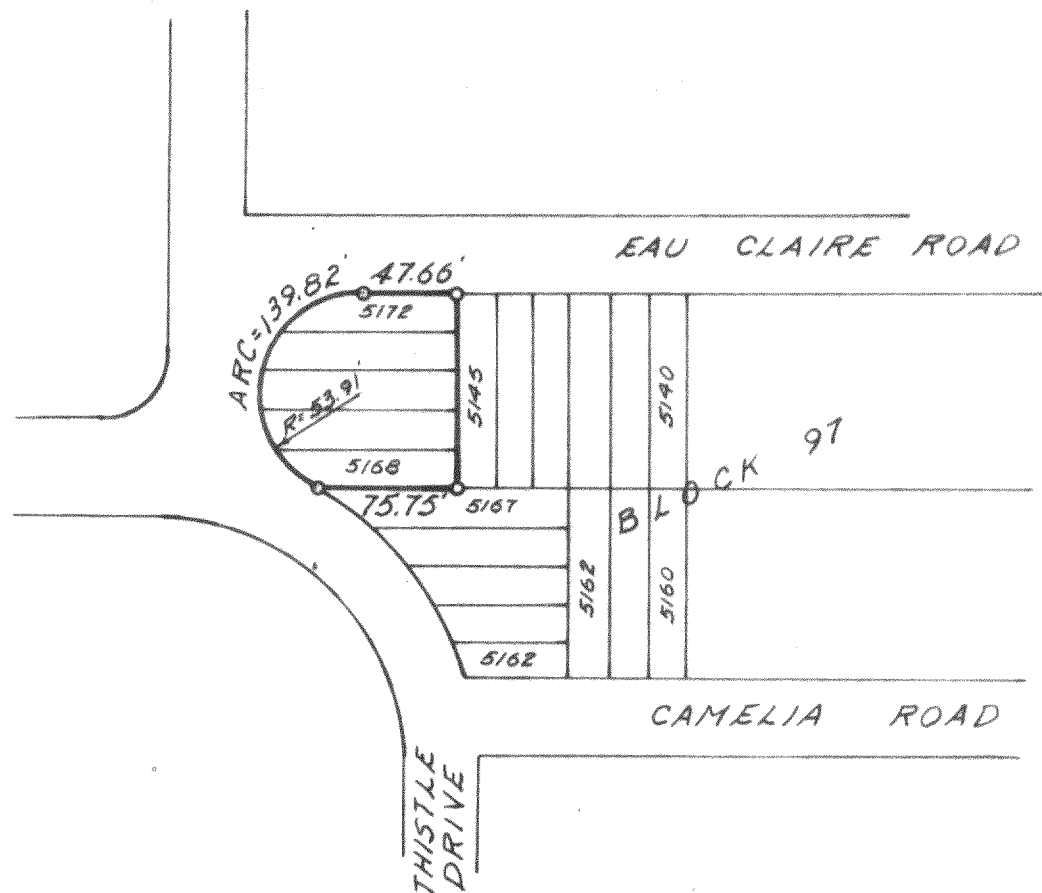 EAU CLAIRE ROAD
47.66'
ARC=139.82'
5172
5145
5140
R=53.91'
5168
97
BLOCK
75.75'
5167
5162
5160
5162
CAMELIA ROAD
THISTLE
DRIVE